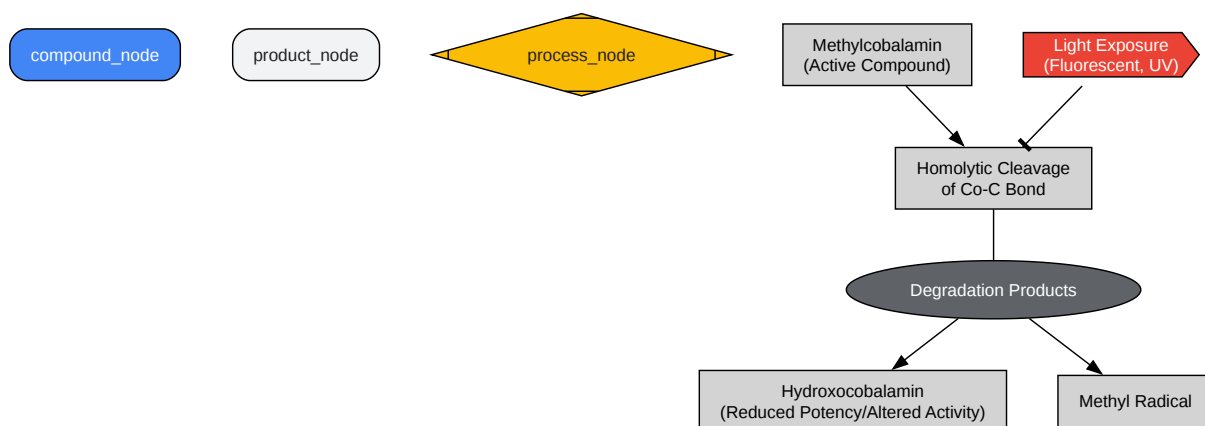 compound_node
product_node
process_node
Methylcobalamin
(Active Compound)
Light Exposure
(Fluorescent, UV)
Homolytic Cleavage
of Co-C Bond
Degradation Products
Hydroxocobalamin
(Reduced Potency/Altered Activity)
Methyl Radical